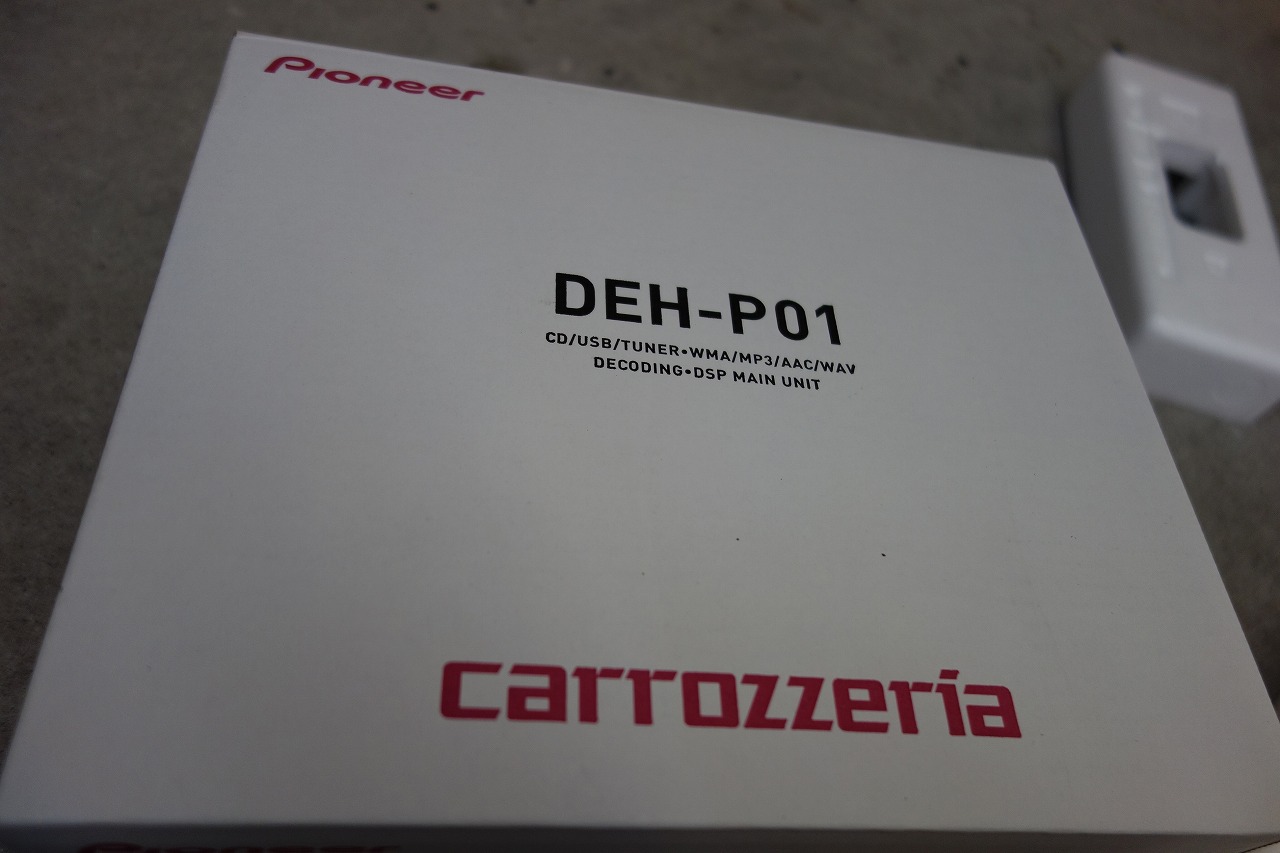 Pioneer
DEH-P01
CD/USB/TUNER•WMA/MP3/AAC/WAV
DECODING•DSP MAIN UNIT
carrozzeria